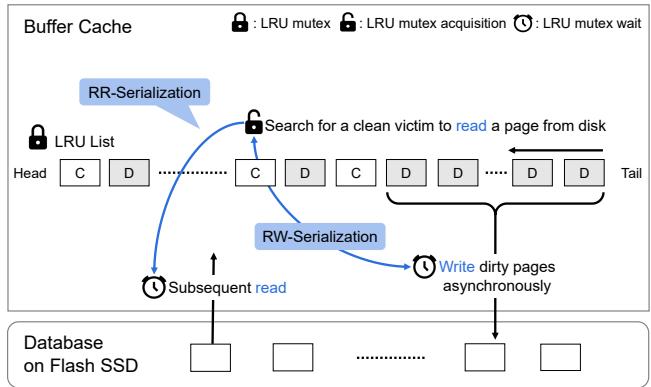 Buffer Cache
: LRU mutex : LRU mutex acquisition : LRU mutex wait
RR-Serialization
Search for a clean victim to read a page from disk
LRU List
Head C D ........... C D C D D ..... D D Tail
RW-Serialization
Write dirty pages
asynchronously
Subsequent read
Database
on Flash SSD
..............